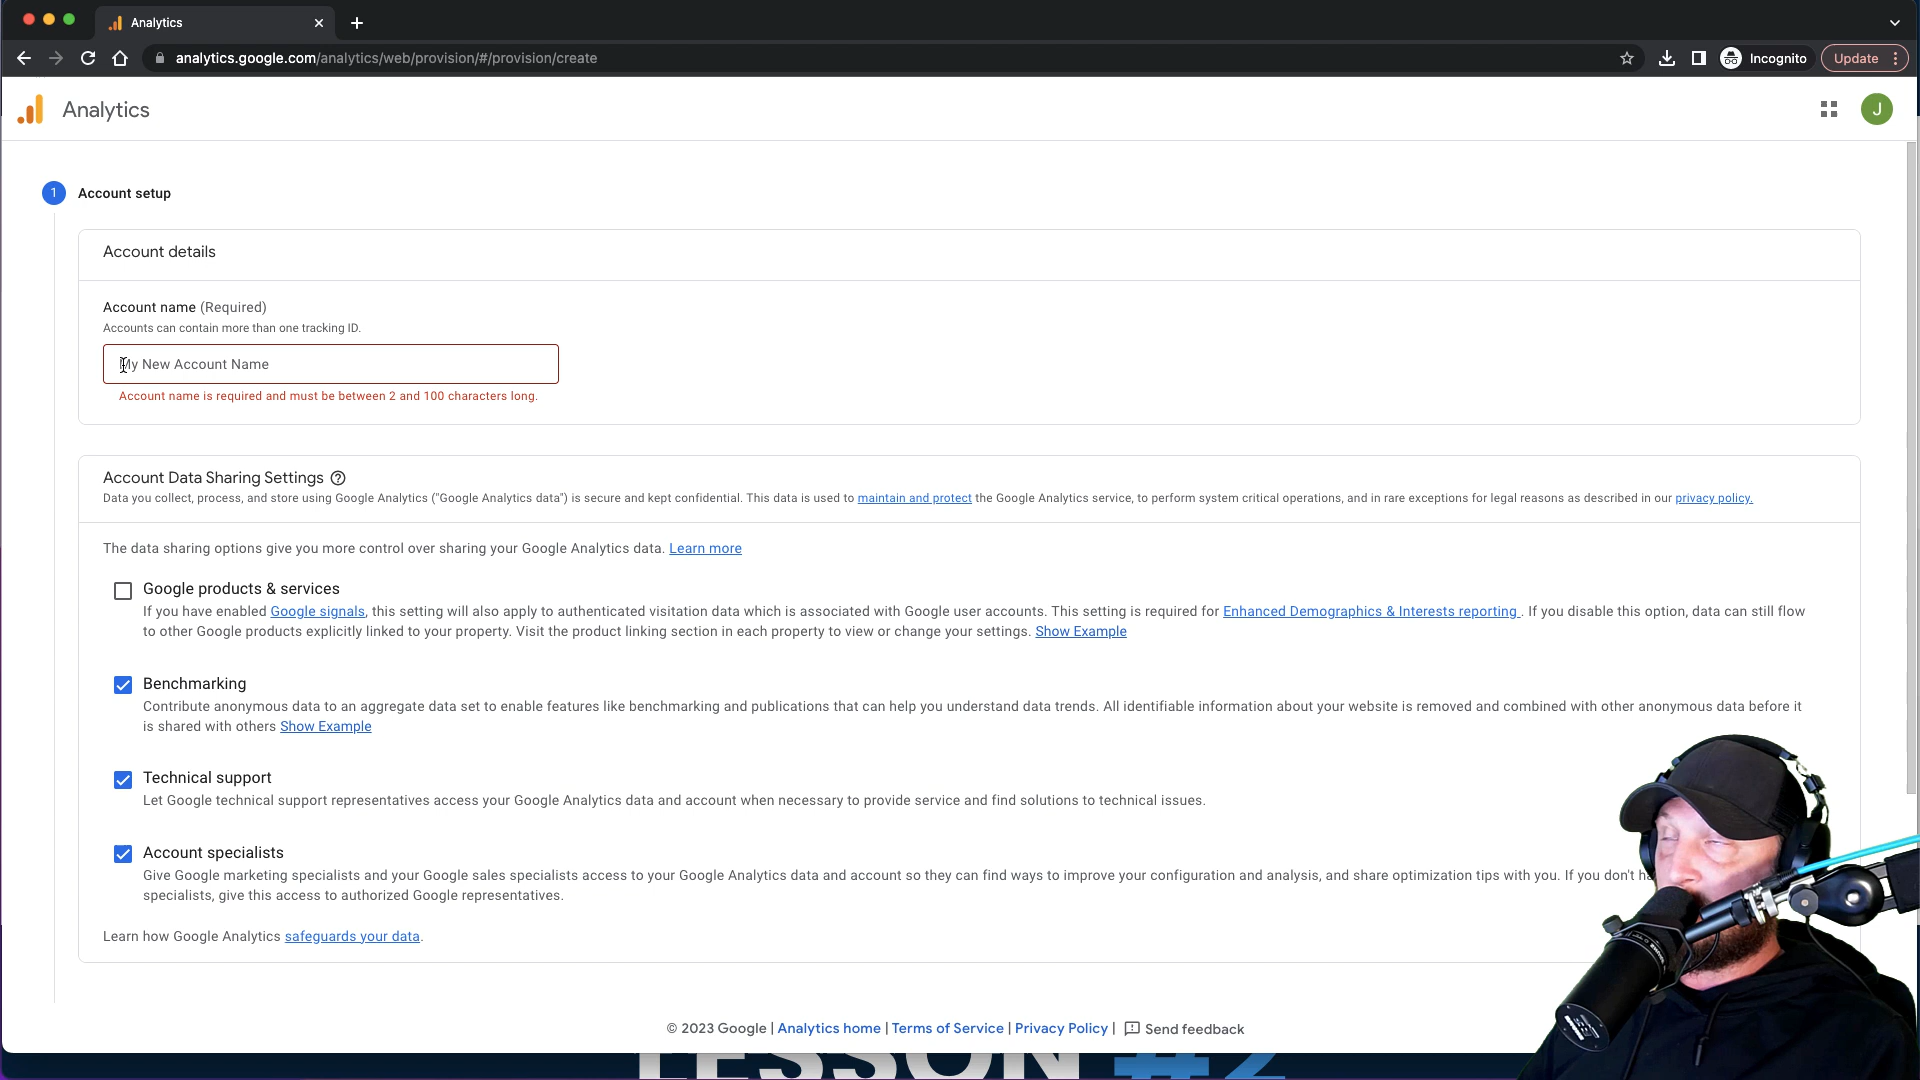 Analytics
analytics.google.com/analytics/web/provision/#/provision/create
Incognito
Update
Analytics
J
1
Account setup
Account details
Account name (Required)
Accounts can contain more than one tracking ID.
My New Account Name
Account name is required and must be between 2 and 100 characters long.
Account Data Sharing Settings
Data you collect, process, and store using Google Analytics ("Google Analytics data") is secure and kept confidential. This data is used to maintain and protect the Google Analytics service, to perform system critical operations, and in rare exceptions for legal reasons as described in our privacy policy.
The data sharing options give you more control over sharing your Google Analytics data. Learn more
Google products & services
If you have enabled Google signals, this setting will also apply to authenticated visitation data which is associated with Google user accounts. This setting is required for Enhanced Demographics & Interests reporting . If you disable this option, data can still flow
to other Google products explicitly linked to your property. Visit the product linking section in each property to view or change your settings. Show Example
Benchmarking
Contribute anonymous data to an aggregate data set to enable features like benchmarking and publications that can help you understand data trends. All identifiable information about your website is removed and combined with other anonymous data before it
is shared with others Show Example
Technical support
Let Google technical support representatives access your Google Analytics data and account when necessary to provide service and find solutions to technical issues.
Account specialists
Give Google marketing specialists and your Google sales specialists access to your Google Analytics data and account so they can find ways to improve your configuration and analysis, and share optimization tips with you. If you don't
specialists, give this access to authorized Google representatives.
Learn how Google Analytics safeguards your data.
© 2023 Google | Analytics home | Terms of Service | Privacy Policy | Send feedback
LESSON #2